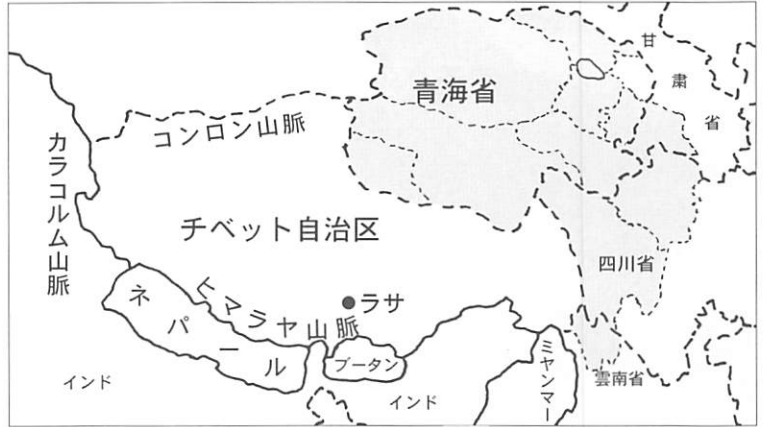 甘粛省
青海省
コンロン山脈
カラコルム山脈
チベット自治区
四川省
ヒマラヤ山脈
ラサ
ネパール
ブータン
ミャンマー
雲南省
インド
インド